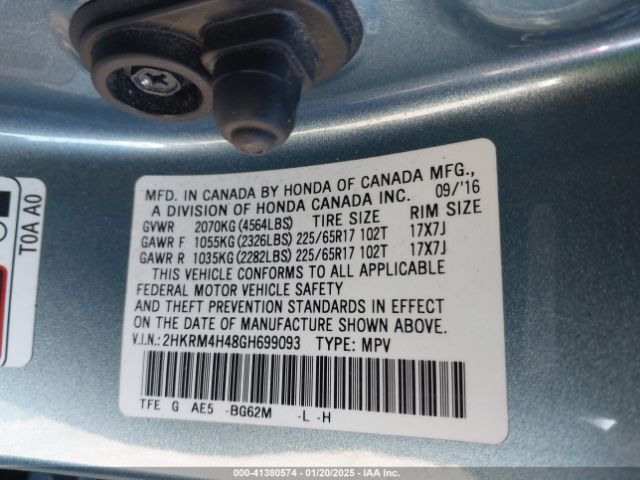 MFD. IN CANADA BY HONDA OF CANADA MFG.,
A DIVISION OF HONDA CANADA INC. 09/'16
GVWR 2070KG(4564LBS) TIRE SIZE RIM SIZE
GAWR F 1055KG(2326LBS) 225/65R17 102T 17X7J
GAWR R 1035KG(2282LBS) 225/65R17 102T 17X7J
THIS VEHICLE CONFORMS TO ALL APPLICABLE
FEDERAL MOTOR VEHICLE SAFETY
AND THEFT PREVENTION STANDARDS IN EFFECT
ON THE DATE OF MANUFACTURE SHOWN ABOVE.
V.I.N.: 2HKRM4H48GH699093 TYPE: MPV
TFE G AE5 -BG62M -L -H
T0A A0
000-41380574 | 01/20/2025 | IAA Inc.